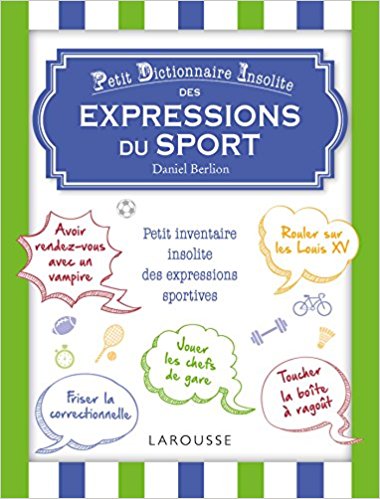 Petit Dictionnaire Insolite
DES
EXPRESSIONS
DU SPORT
Daniel Berlion
Avoir
rendez-vous
avec un
vampire
Petit inventaire
insolite
des expressions
sportives
Rouler sur
les Louis XV
Jouer
les chefs
de gare
Friser la
correctionnelle
Toucher
la boîte
à ragoût
LAROUSSE